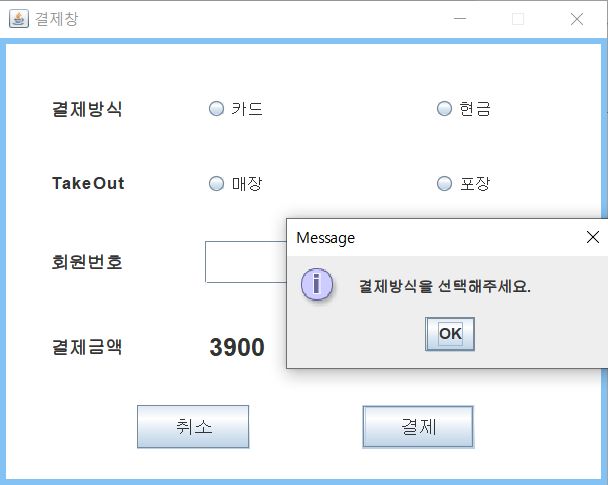 결제창
결제방식 카드 현금
TakeOut 매장 포장
Message
회원번호
결제방식을 선택해주세요.
OK
결제금액 3900
취소 결제